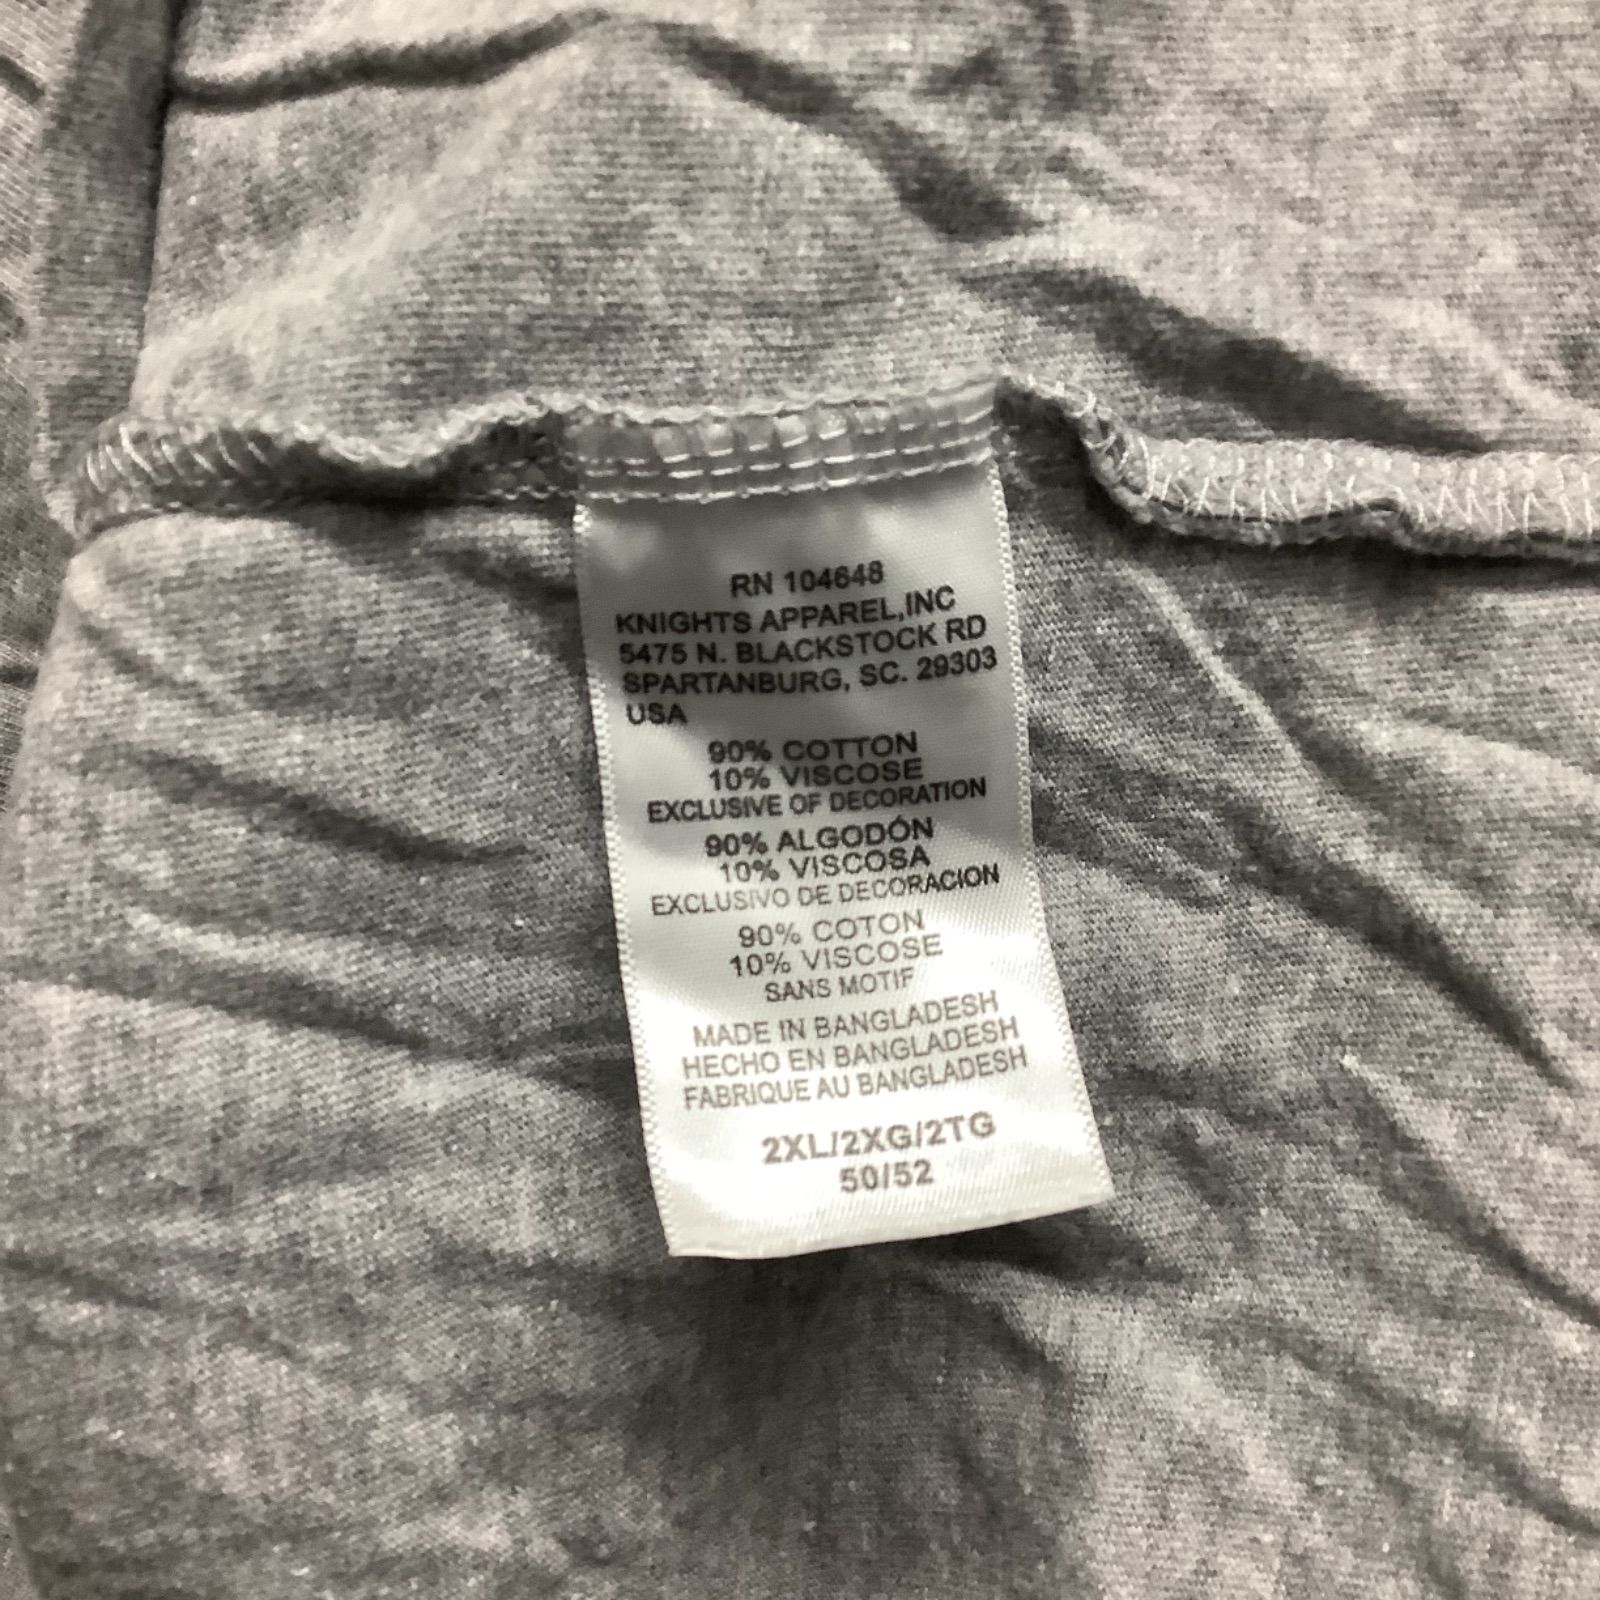 RN 104648
KNIGHTS APPAREL,INC
5475 N. BLACKSTOCK RD
SPARTANBURG, SC. 29303
USA
90% COTTON
10% VISCOSE
EXCLUSIVE OF DECORATION
90% ALGODÓN
10% VISCOSA
EXCLUSIVO DE DECORACION
90% COTON
10% VISCOSE
SANS MOTIF
MADE IN BANGLADESH
HECHO EN BANGLADESH
FABRIQUE AU BANGLADESH
2XL/2XG/2TG
50/52